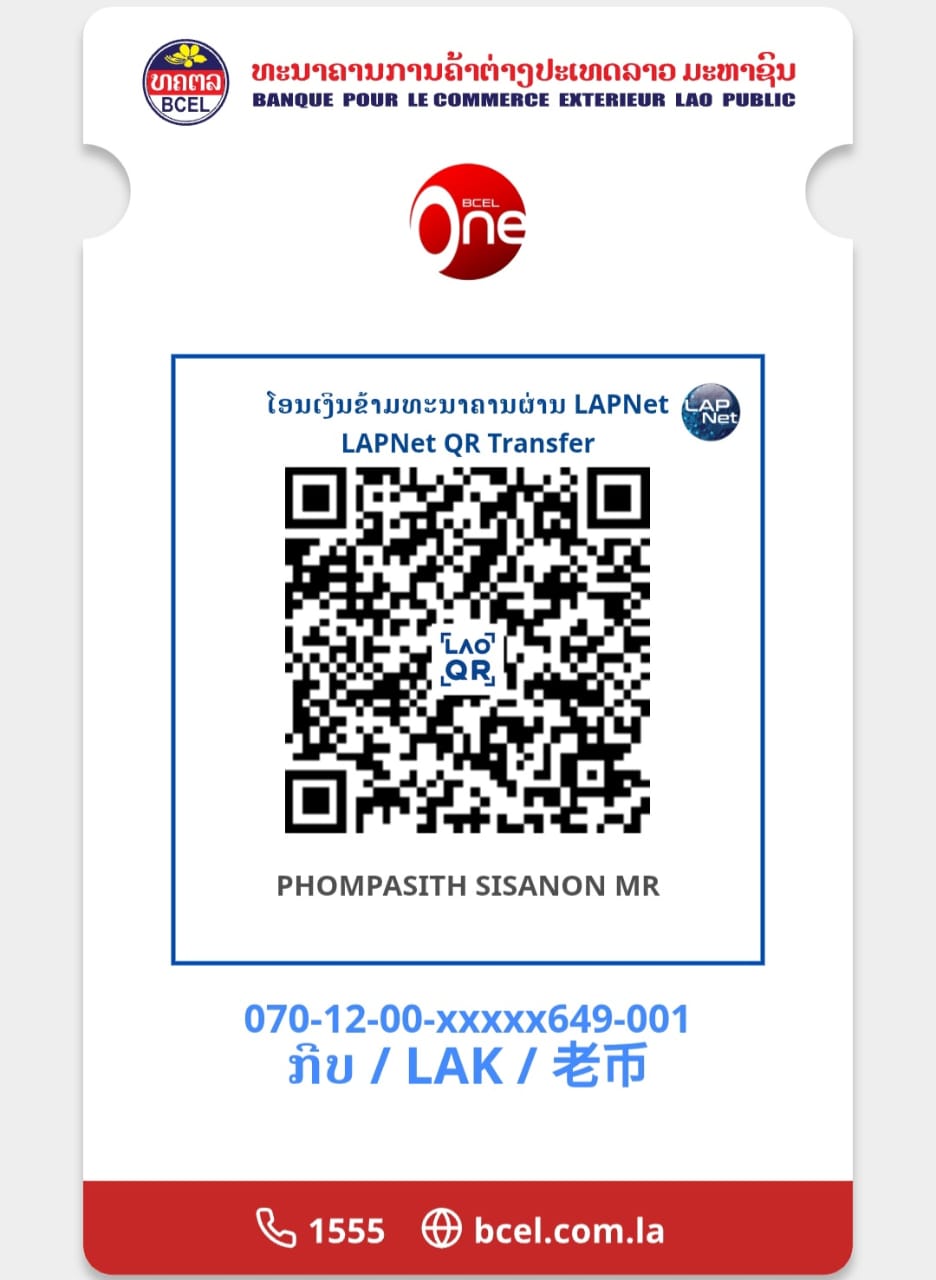 ທຄຕລ
BCEL
ທະນາຄານການຄ້າຕ່າງປະເທດລາວ ມະຫາຊົນ
BANQUE POUR LE COMMERCE EXTERIEUR LAO PUBLIC
BCEL
One
ໂອນເງິນຂ້າມທະນາຄານຜ່ານ LAPNet
LAPNet QR Transfer
LAP
Net
LAO
QR
PHOMPASITH SISANON MR
070-12-00-xxxxx649-001
ກີບ / LAK / 老币
1555 bcel.com.la